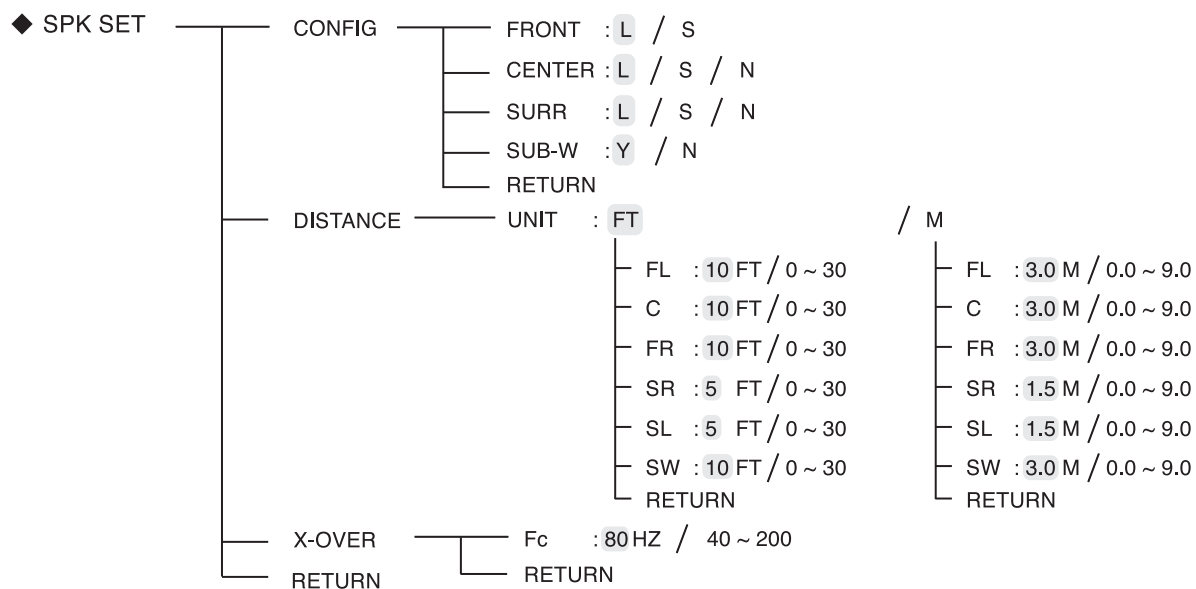 ◆ SPK SET CONFIG FRONT : L / S
CENTER : L / S / N
SURR : L / S / N
SUB-W : Y / N
RETURN
DISTANCE UNIT : FT / M
FL : 10 FT / 0 ~ 30 FL : 3.0 M / 0.0 ~ 9.0
C : 10 FT / 0 ~ 30 C : 3.0 M / 0.0 ~ 9.0
FR : 10 FT / 0 ~ 30 FR : 3.0 M / 0.0 ~ 9.0
SR : 5 FT / 0 ~ 30 SR : 1.5 M / 0.0 ~ 9.0
SL : 5 FT / 0 ~ 30 SL : 1.5 M / 0.0 ~ 9.0
SW : 10 FT / 0 ~ 30 SW : 3.0 M / 0.0 ~ 9.0
RETURN RETURN
X-OVER Fc : 80 HZ / 40 ~ 200
RETURN RETURN